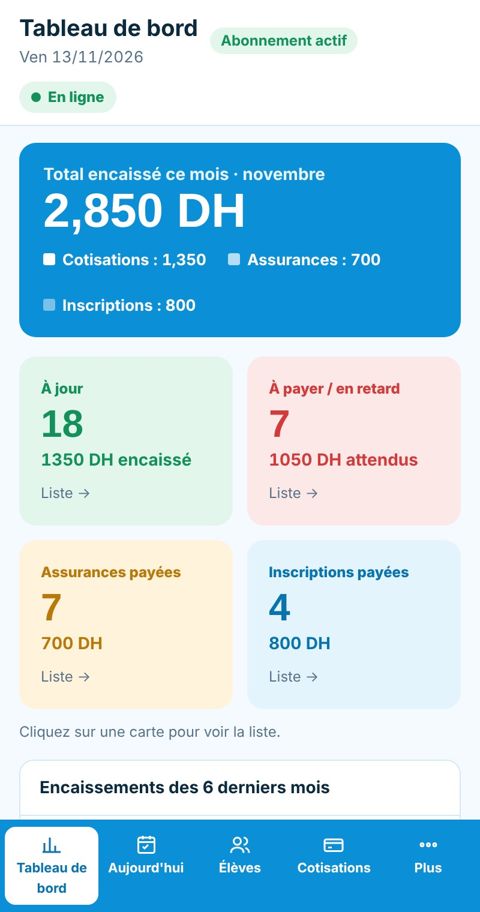 Tableau de bord
Abonnement actif
Ven 13/11/2026
En ligne
Total encaissé ce mois · novembre
2,850 DH
Cotisations : 1,350
Assurances : 700
Inscriptions : 800
À jour
18
1350 DH encaissé
Liste →
À payer / en retard
7
1050 DH attendus
Liste →
Assurances payées
7
700 DH
Liste →
Inscriptions payées
4
800 DH
Liste →
Cliquez sur une carte pour voir la liste.
Encaissements des 6 derniers mois
Tableau de
bord
Aujourd'hui
Élèves
Cotisations
Plus